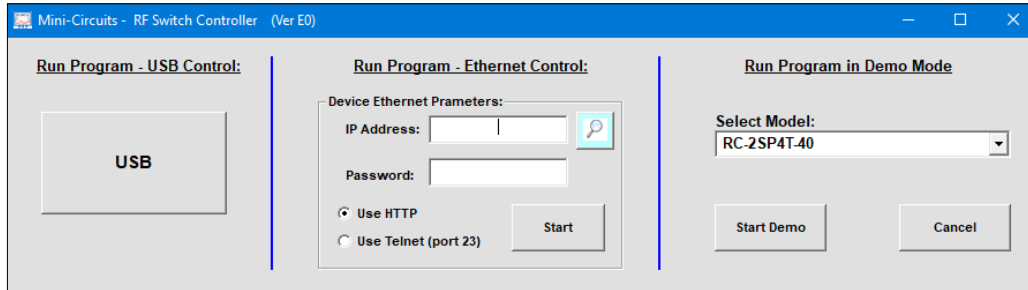 Mini-Circuits - RF Switch Controller (Ver E0)
Run Program - USB Control:
USB
Run Program - Ethernet Control:
Device Ethernet Prameters:
IP Address:
Password:
Use HTTP
Use Telnet (port 23)
Start
Run Program in Demo Mode
Select Model:
RC-2SP4T-40
Start Demo
Cancel